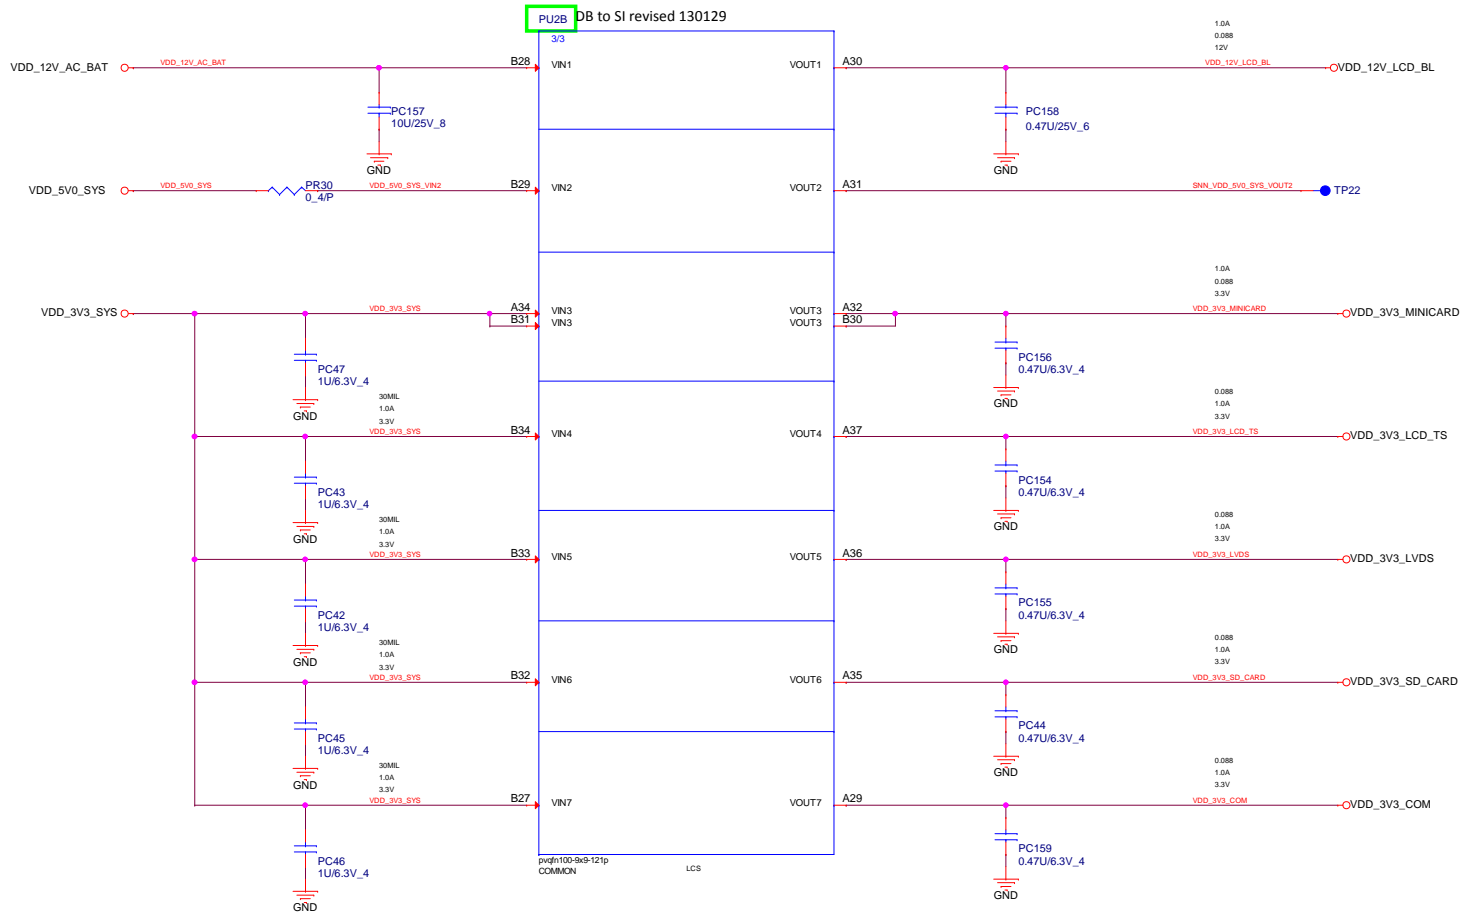 PU2B DB to SI revised 130129
3/3
1.0A
0.088
12V
VDD_12V_AC_BAT VDD_12V_AC_BAT B28 VIN1 VOUT1 A30 VDD_12V_LCD_BL VDD_12V_LCD_BL
PC157
10U/25V_8
GND
PC158
0.47U/25V_6
GND
VDD_5V0_SYS VDD_5V0_SYS PR30 VDD_5V0_SYS_VIN2 B29 VIN2 VOUT2 A31 SNN_VDD_5V0_SYS_VOUT2 TP22
0_4/P
1.0A
0.088
3.3V
VDD_3V3_SYS VDD_3V3_SYS A34 VIN3 VOUT3 A32 VDD_3V3_MINICARD VDD_3V3_MINICARD
B31 VIN3 VOUT3 B30
PC47
1U/6.3V_4
GND
PC156
0.47U/6.3V_4
GND
30MIL
1.0A
3.3V
0.088
1.0A
3.3V
VDD_3V3_SYS B34 VIN4 VOUT4 A37 VDD_3V3_LCD_TS VDD_3V3_LCD_TS
PC43
1U/6.3V_4
GND
PC154
0.47U/6.3V_4
GND
30MIL
1.0A
3.3V
0.088
1.0A
3.3V
VDD_3V3_SYS B33 VIN5 VOUT5 A36 VDD_3V3_LVDS VDD_3V3_LVDS
PC42
1U/6.3V_4
GND
PC155
0.47U/6.3V_4
GND
30MIL
1.0A
3.3V
0.088
1.0A
3.3V
VDD_3V3_SYS B32 VIN6 VOUT6 A35 VDD_3V3_SD_CARD VDD_3V3_SD_CARD
PC45
1U/6.3V_4
GND
PC44
0.47U/6.3V_4
GND
30MIL
1.0A
3.3V
0.088
1.0A
3.3V
VDD_3V3_SYS B27 VIN7 VOUT7 A29 VDD_3V3_COM VDD_3V3_COM
PC46
1U/6.3V_4
GND
PC159
0.47U/6.3V_4
GND
pvqfn100-9x9-121p
COMMON LCS